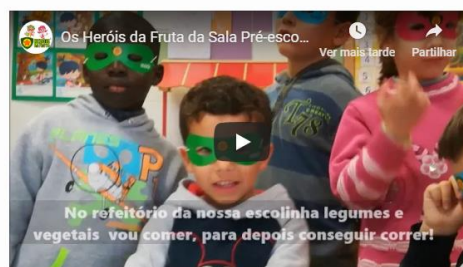 Os Heróis da Fruta da Sala Pré-esco...
Ver mais tarde
Partilhar
178
No refeitório da nossa escolinha legumes e
vegetais vou comer, para depois conseguir correr!